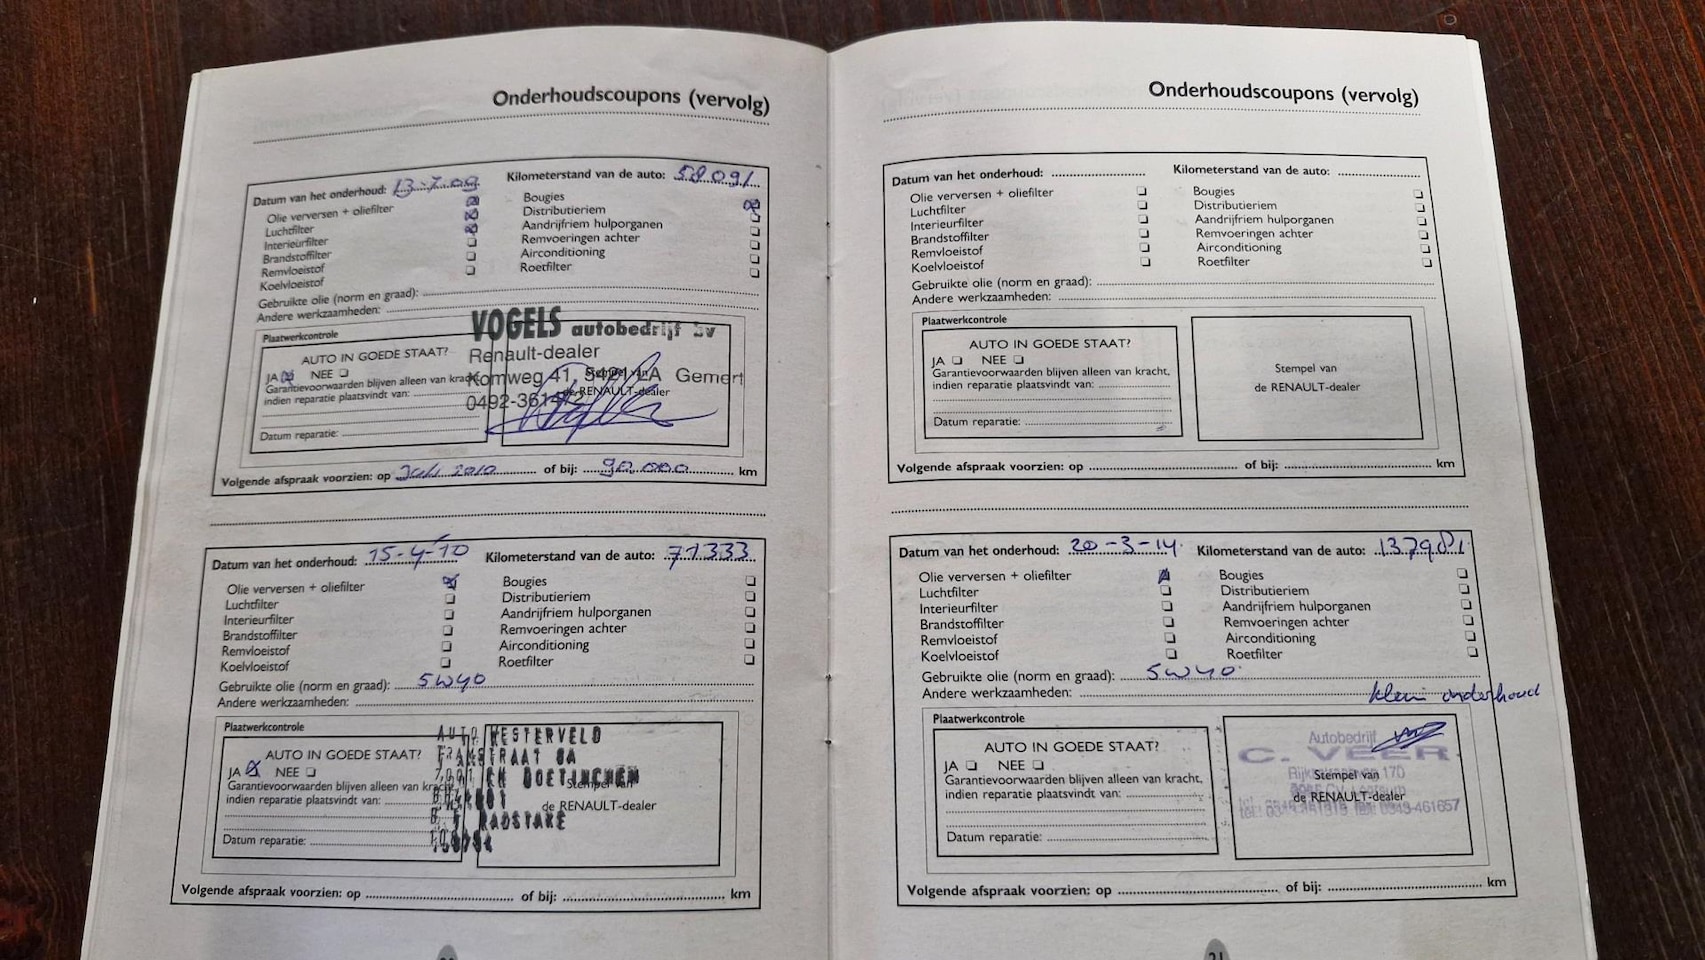 Onderhoudscoupons (vervolg)
Datum van het onderhoud: 13-7-09 Kilometerstand van de auto: 58091
Olie verversen + oliefilter Bougies
Luchtfilter Distributieriem
Interieurfilter Aandrijfriem hulporganen
Brandstoffilter Remvoeringen achter
Remvloeistof Airconditioning
Koelvloeistof Roetfilter
Gebruikte olie (norm en graad):
Andere werkzaamheden:
Plaatwerkcontrole
VOGELS autobedrijf bv
Renault-dealer
Komweg 41, Gemert
AUTO IN GOEDE STAAT?
JA NEE
Garantievoorwaarden blijven alleen van
indien reparatie plaatsvindt van:
de RENAULT-dealer
Datum reparatie:
Volgende afspraak voorzien: op Juli 2010 of bij: 90.000 km
Datum van het onderhoud: 15-4-10 Kilometerstand van de auto: 71333
Olie verversen + oliefilter Bougies
Luchtfilter Distributieriem
Interieurfilter Aandrijfriem hulporganen
Brandstoffilter Remvoeringen achter
Remvloeistof Airconditioning
Koelvloeistof Roetfilter
Gebruikte olie (norm en graad): 5W40
Andere werkzaamheden:
Plaatwerkcontrole
AUTO WESTERVELD
DOETINCHEM
RADSTAKE
AUTO IN GOEDE STAAT?
JA NEE
Garantievoorwaarden blijven alleen van
indien reparatie plaatsvindt van:
Stempel van
de RENAULT-dealer
Datum reparatie:
Volgende afspraak voorzien: op of bij: km
Onderhoudscoupons (vervolg)
Datum van het onderhoud: Kilometerstand van de auto:
Olie verversen + oliefilter Bougies
Luchtfilter Distributieriem
Interieurfilter Aandrijfriem hulporganen
Brandstoffilter Remvoeringen achter
Remvloeistof Airconditioning
Koelvloeistof Roetfilter
Gebruikte olie (norm en graad):
Andere werkzaamheden:
Plaatwerkcontrole
AUTO IN GOEDE STAAT?
JA NEE
Garantievoorwaarden blijven alleen van kracht,
indien reparatie plaatsvindt van:
Datum reparatie:
Stempel van
de RENAULT-dealer
Volgende afspraak voorzien: op of bij: km
Datum van het onderhoud: 20-3-14 Kilometerstand van de auto: 137981
Olie verversen + oliefilter Bougies
Luchtfilter Distributieriem
Interieurfilter Aandrijfriem hulporganen
Brandstoffilter Remvoeringen achter
Remvloeistof Airconditioning
Koelvloeistof Roetfilter
Gebruikte olie (norm en graad): 5W40
Andere werkzaamheden: klein onderhoud
Plaatwerkcontrole
AUTO IN GOEDE STAAT?
JA NEE
Garantievoorwaarden blijven alleen van kracht,
indien reparatie plaatsvindt van:
Datum reparatie:
Autobedrijf
C. VEER
Stempel van
de RENAULT-dealer
Volgende afspraak voorzien: op of bij: km
21